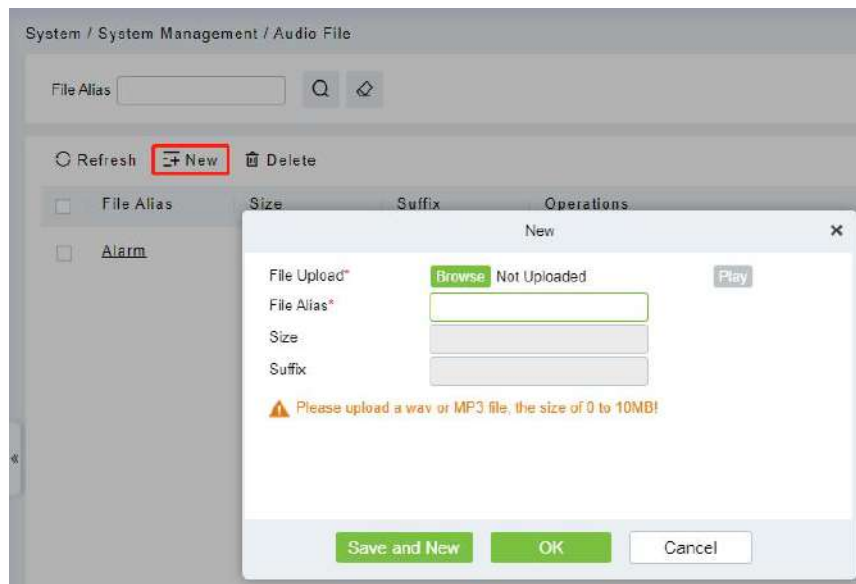 System / System Management / Audio File
File Alias
Refresh New Delete
File Alias Size Suffix Operations
Alarm
New
File Upload* Browse Not Uploaded Play
File Alias*
Size
Suffix
Please upload a wav or MP3 file, the size of 0 to 10MB!
Save and New OK Cancel